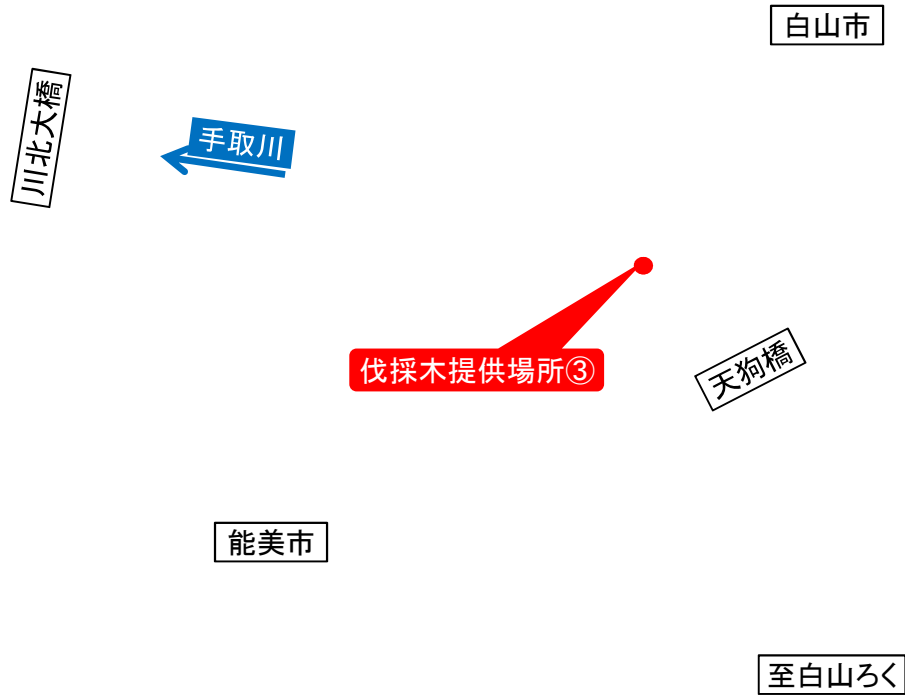 白山市
川北大橋
手取川
伐採木提供場所③
天狗橋
能美市
至白山ろく